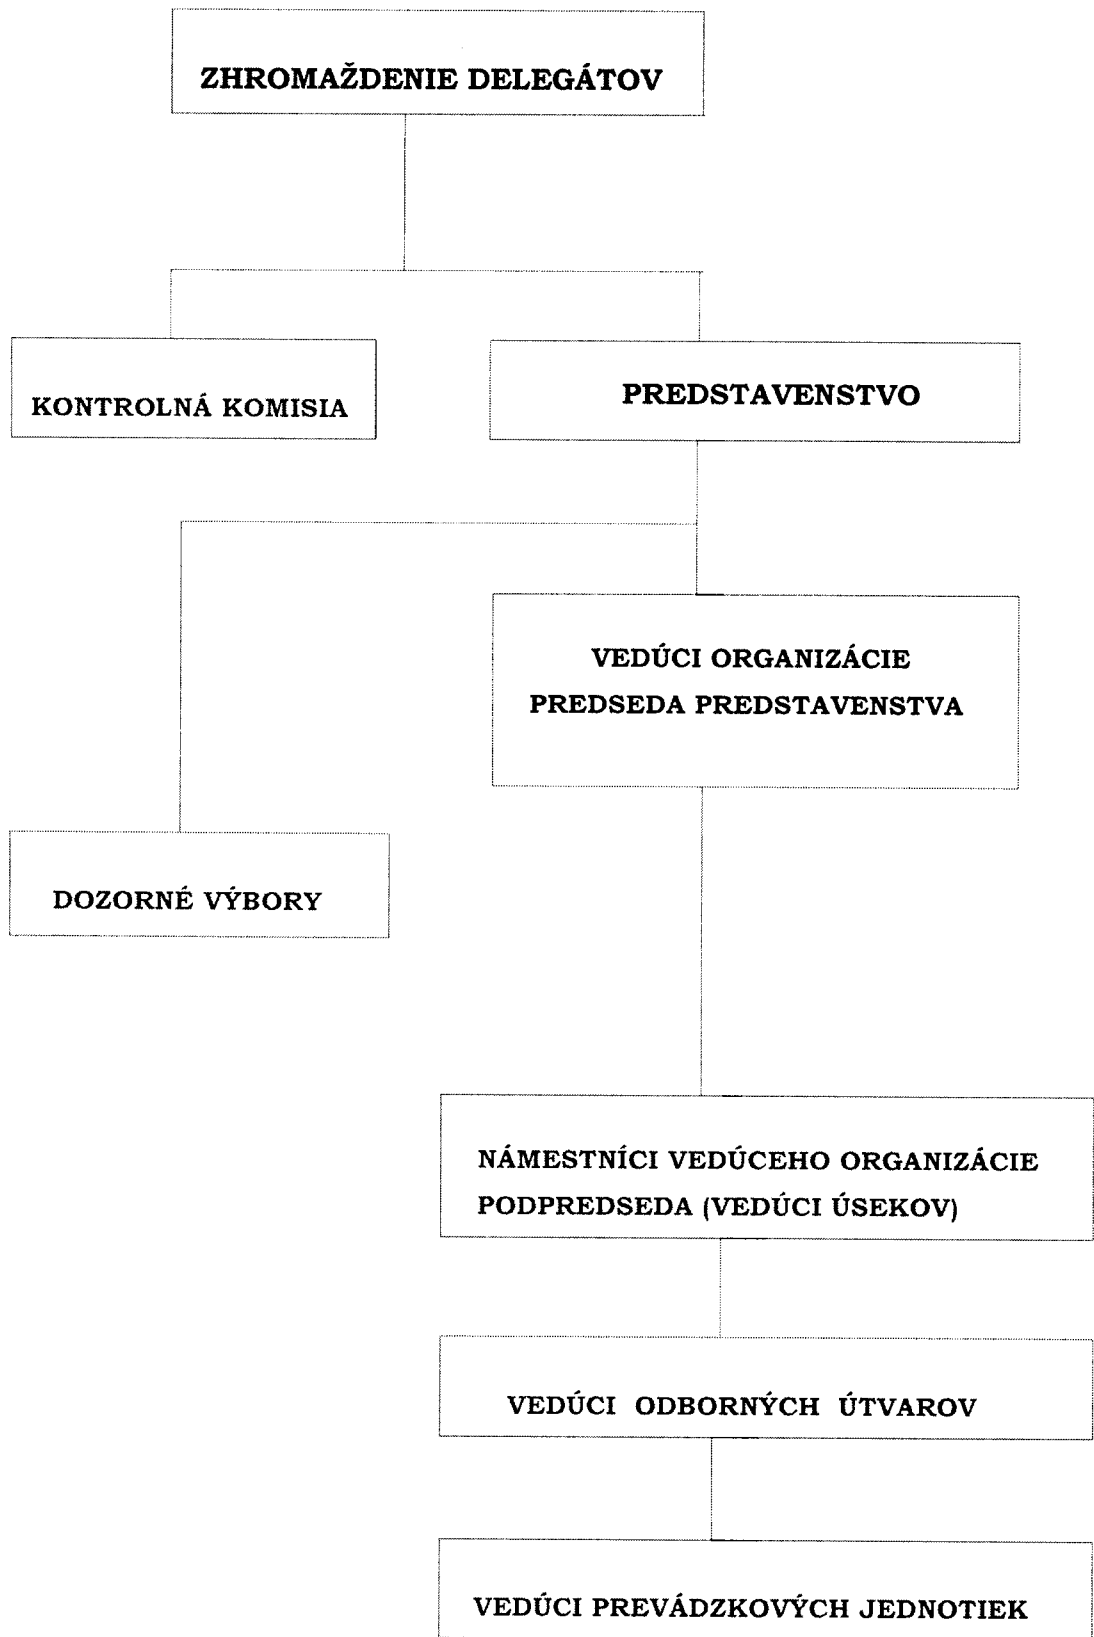 ZHROMAŽDENIE DELEGÁTOV
KONTROLNÁ KOMISIA
PREDSTAVENSTVO
VEDÚCI ORGANIZÁCIE
PREDSEDA PREDSTAVENSTVA
DOZORNÉ VÝBORY
NÁMESTNÍCI VEDÚCEHO ORGANIZÁCIE
PODPREDSEDA (VEDÚCI ÚSEKOV)
VEDÚCI ODBORNÝCH ÚTVAROV
VEDÚCI PREVÁDZKOVÝCH JEDNOTIEK